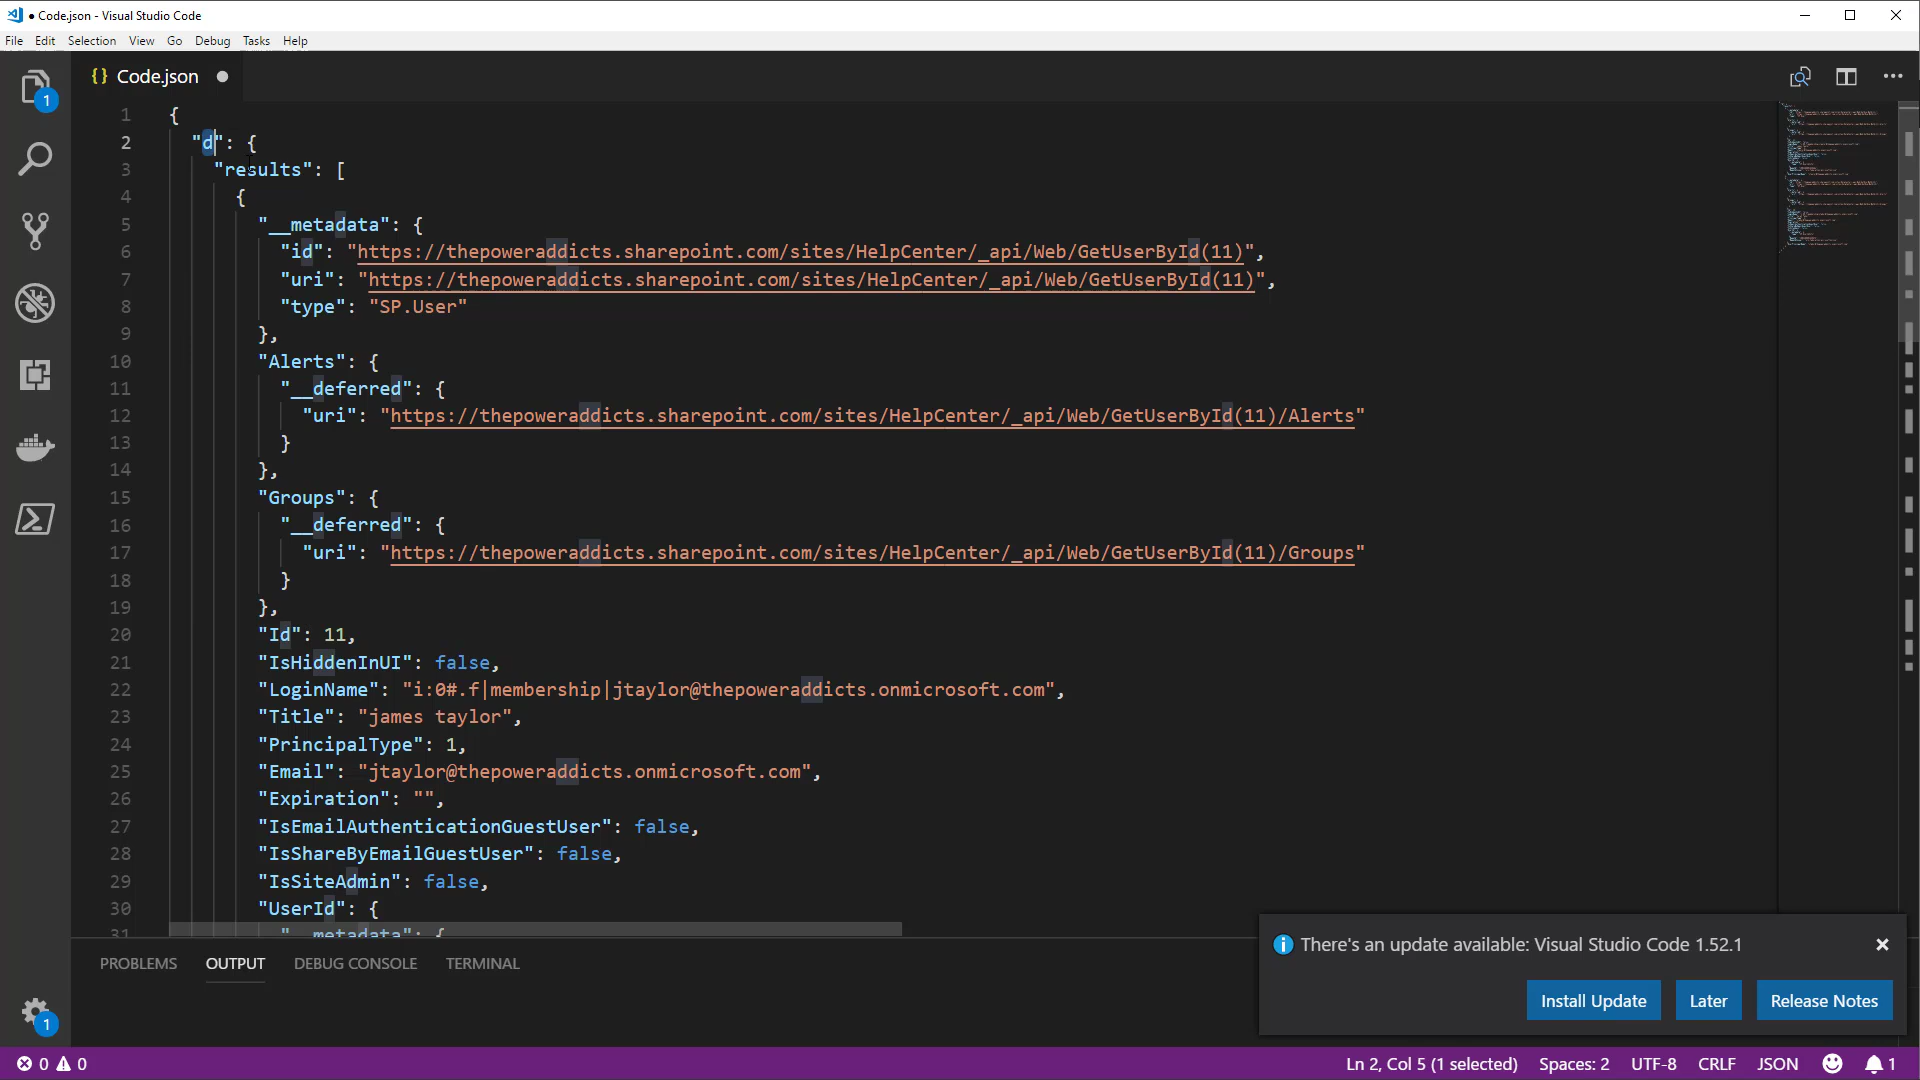 ● Code.json - Visual Studio Code
File Edit Selection View Go Debug Tasks Help
{} Code.json ●
1 {
2 "d": {
3 "results": [
4 {
5 "__metadata": {
6 "id": "https://thepoweraddicts.sharepoint.com/sites/HelpCenter/_api/Web/GetUserById(11)",
7 "uri": "https://thepoweraddicts.sharepoint.com/sites/HelpCenter/_api/Web/GetUserById(11)",
8 "type": "SP.User"
9 },
10 "Alerts": {
11 "__deferred": {
12 "uri": "https://thepoweraddicts.sharepoint.com/sites/HelpCenter/_api/Web/GetUserById(11)/Alerts"
13 }
14 },
15 "Groups": {
16 "__deferred": {
17 "uri": "https://thepoweraddicts.sharepoint.com/sites/HelpCenter/_api/Web/GetUserById(11)/Groups"
18 }
19 },
20 "Id": 11,
21 "IsHiddenInUI": false,
22 "LoginName": "i:0#.f|membership|jtaylor@thepoweraddicts.onmicrosoft.com",
23 "Title": "james taylor",
24 "PrincipalType": 1,
25 "Email": "jtaylor@thepoweraddicts.onmicrosoft.com",
26 "Expiration": "",
27 "IsEmailAuthenticationGuestUser": false,
28 "IsShareByEmailGuestUser": false,
29 "IsSiteAdmin": false,
30 "UserId": {
31 "__metadata": {
PROBLEMS OUTPUT DEBUG CONSOLE TERMINAL
There's an update available: Visual Studio Code 1.52.1
Install Update Later Release Notes
1
1
0 0 Ln 2, Col 5 (1 selected) Spaces: 2 UTF-8 CRLF JSON 1